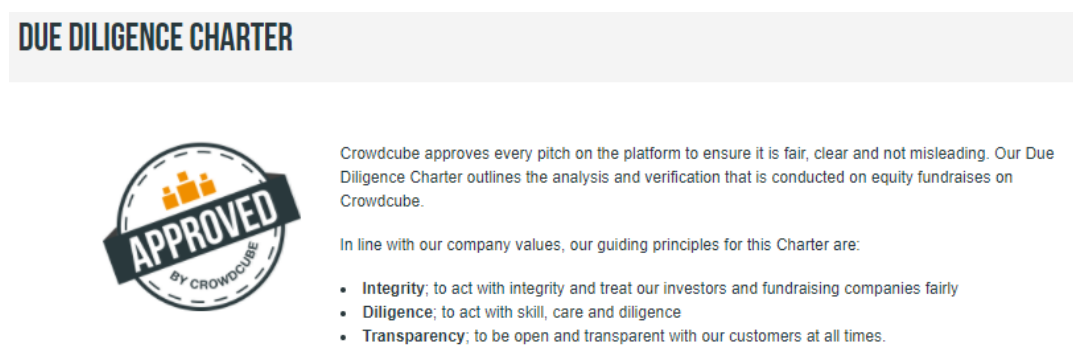 DUE DILIGENCE CHARTER
APPROVED
BY CROWDCUBE
Crowdcube approves every pitch on the platform to ensure it is fair, clear and not misleading. Our Due
Diligence Charter outlines the analysis and verification that is conducted on equity fundraises on
Crowdcube.
In line with our company values, our guiding principles for this Charter are:
• Integrity; to act with integrity and treat our investors and fundraising companies fairly
• Diligence; to act with skill, care and diligence
• Transparency; to be open and transparent with our customers at all times.